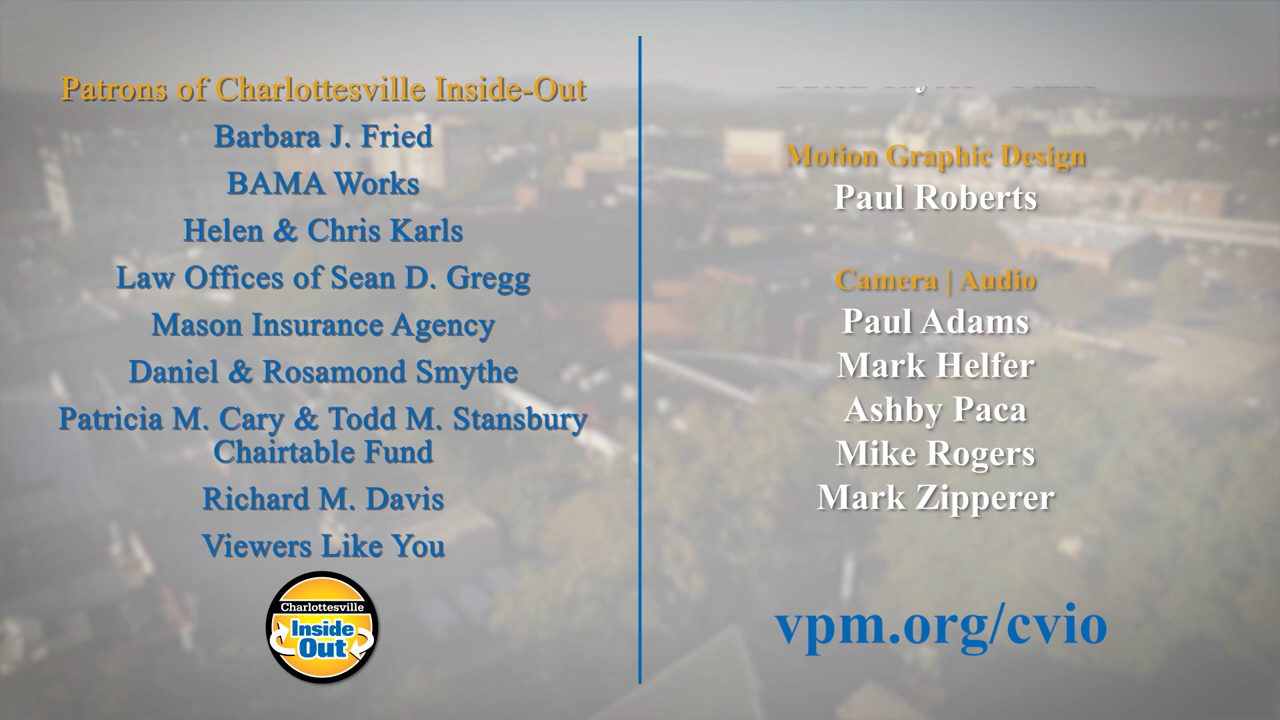 Patrons of Charlottesville Inside-Out
Barbara J. Fried
BAMA Works
Helen & Chris Karls
Law Offices of Sean D. Gregg
Mason Insurance Agency
Daniel & Rosamond Smythe
Patricia M. Cary & Todd M. Stansbury
Chairtable Fund
Richard M. Davis
Viewers Like You
Charlottesville
Inside
Out
Motion Graphic Design
Paul Roberts
Camera | Audio
Paul Adams
Mark Helfer
Ashby Paca
Mike Rogers
Mark Zipperer
vpm.org/cvio